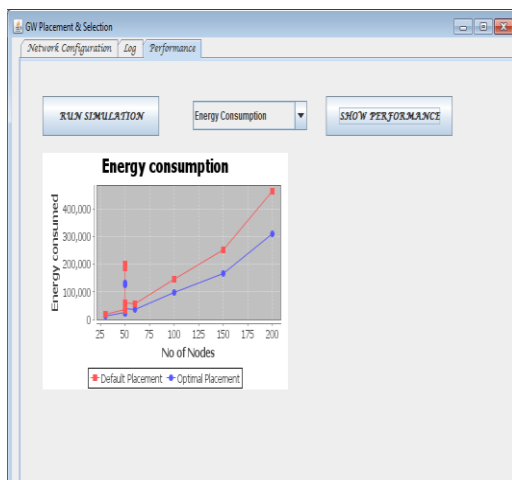 GW Placement & Selection
Network Configuration Log Performance
RUN SIMULATION Energy Consumption SHOW PERFORMANCE
Energy consumption
Energy consumed
400,000
300,000
200,000
100,000
0
25 50 75 100 125 150 175 200
No of Nodes
Default Placement Optimal Placement